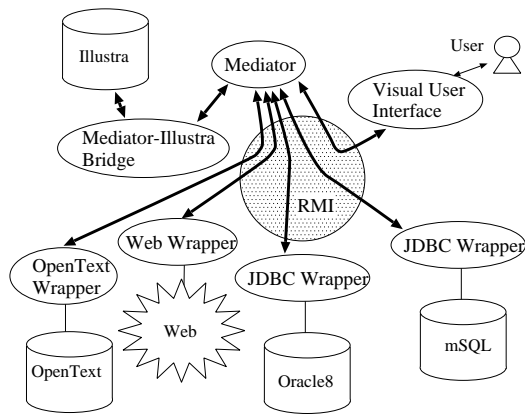 Illustra
Mediator
User
Visual User
Interface
Mediator-Illustra
Bridge
RMI
Web Wrapper
JDBC Wrapper
OpenText
Wrapper
JDBC Wrapper
Web
mSQL
OpenText
Oracle8